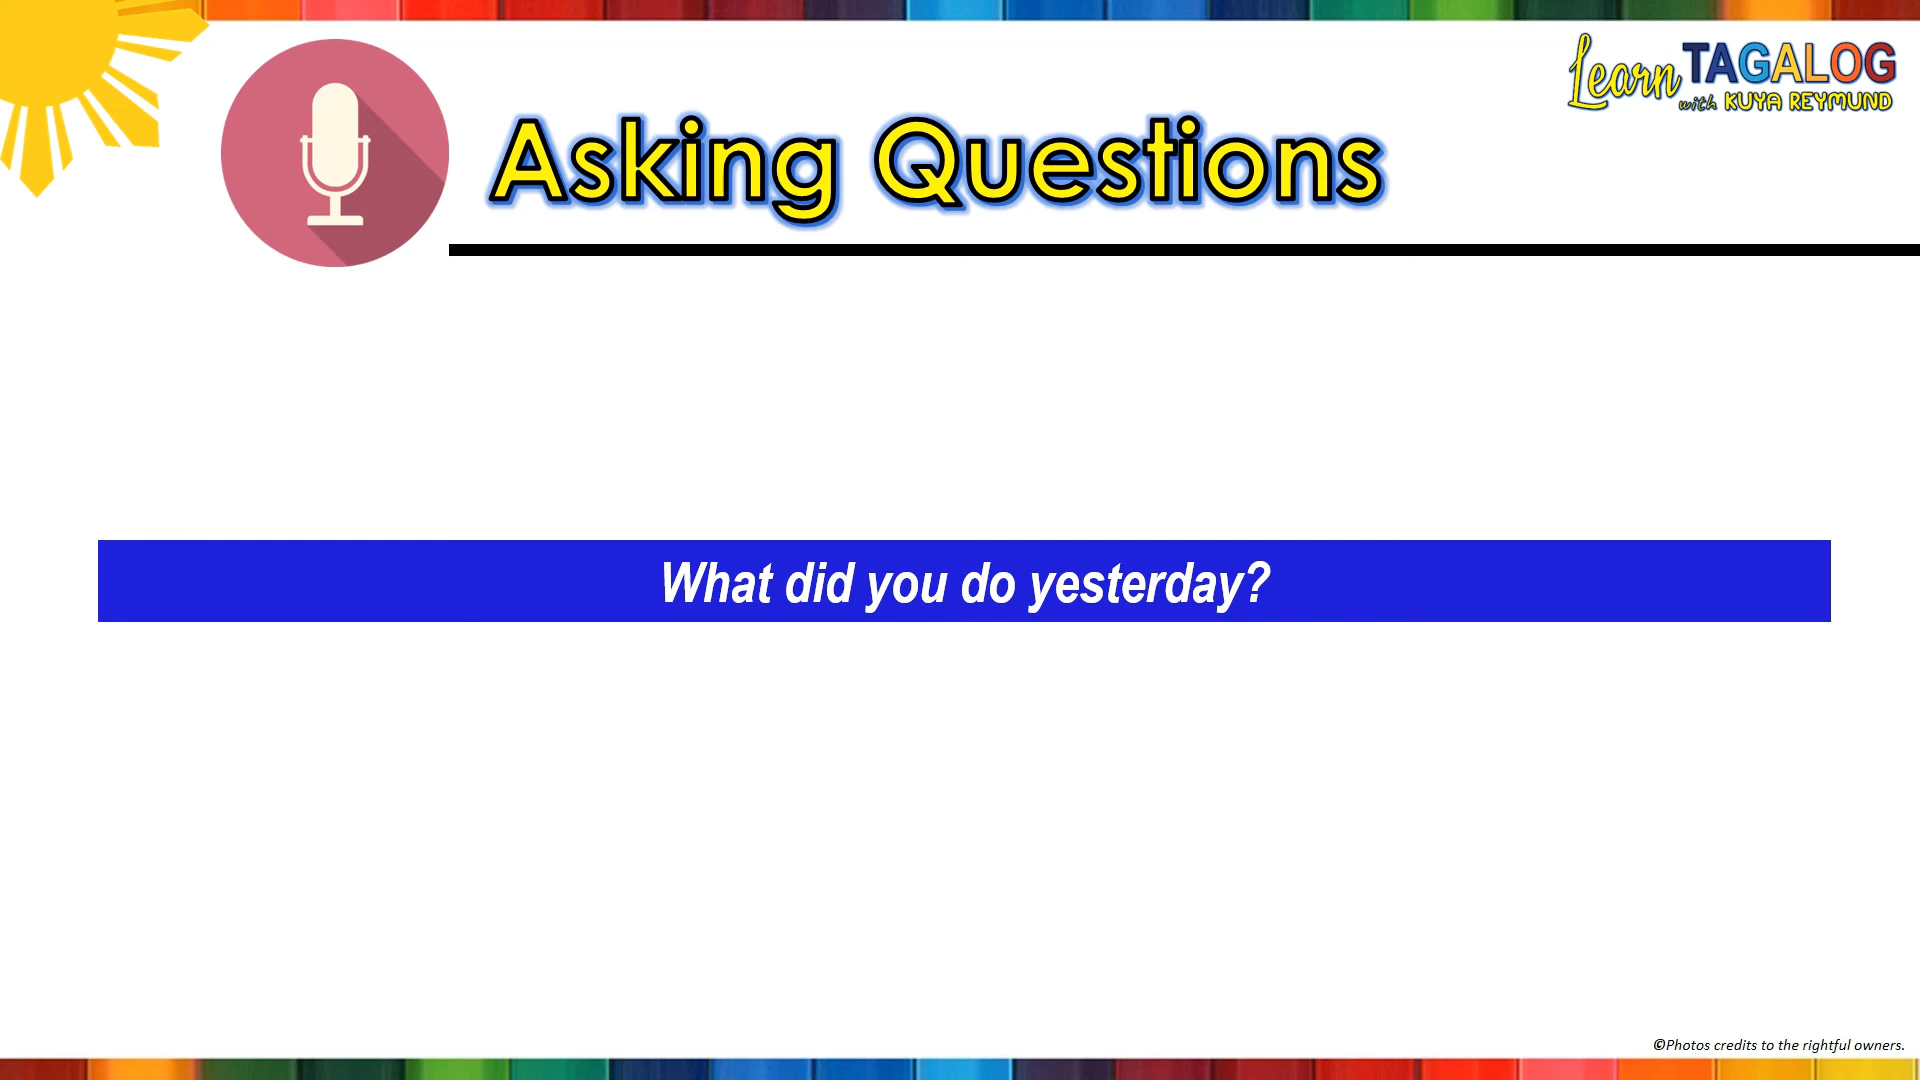 Learn TAGALOG
with KUYA REYMUND
Asking Questions
What did you do yesterday?
©Photos credits to the rightful owners.